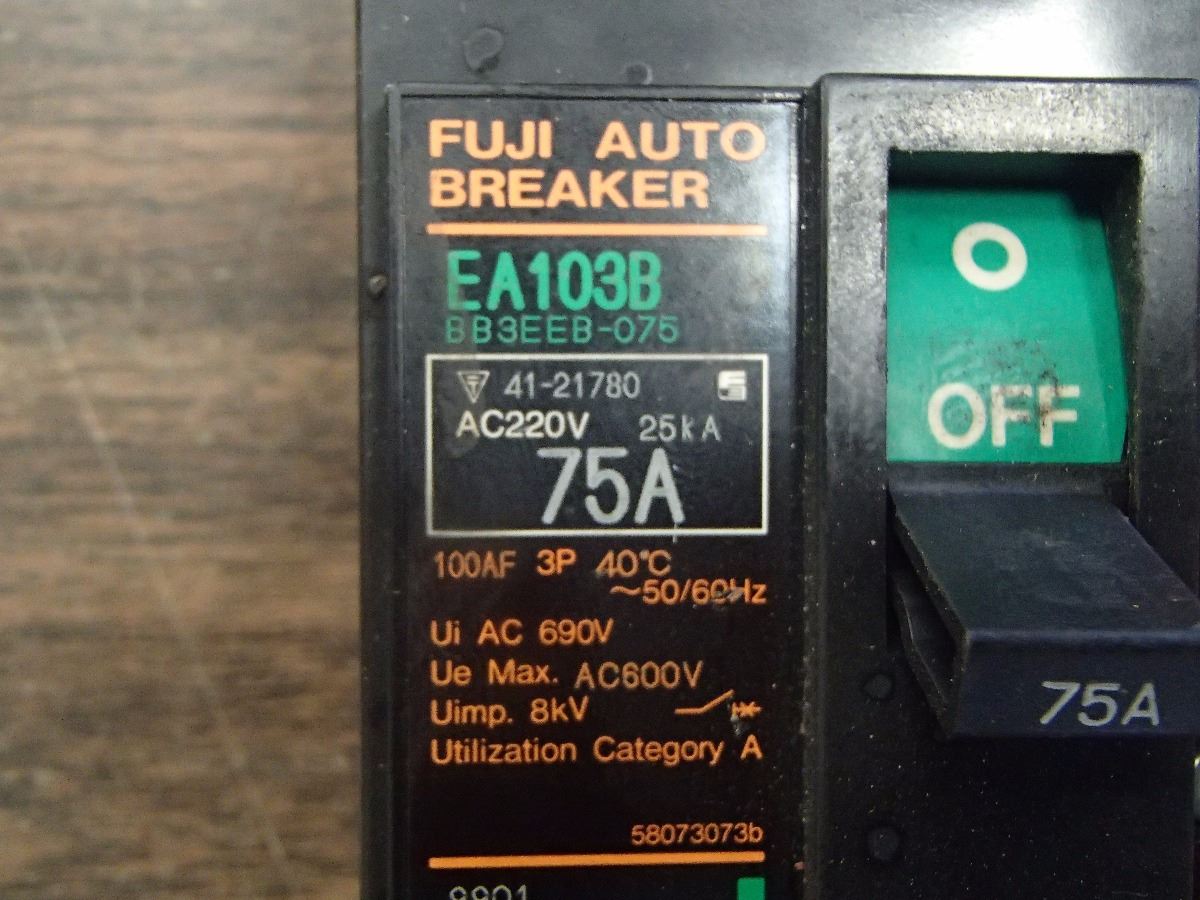 FUJI AUTO
BREAKER
EA103B
BB3EEB-075
41-21780
AC220V 25kA
75A
100AF 3P 40℃
~50/60Hz
Ui AC 690V
Ue Max. AC600V
Uimp. 8kV
Utilization Category A
58073073b
9901
O
OFF
75A